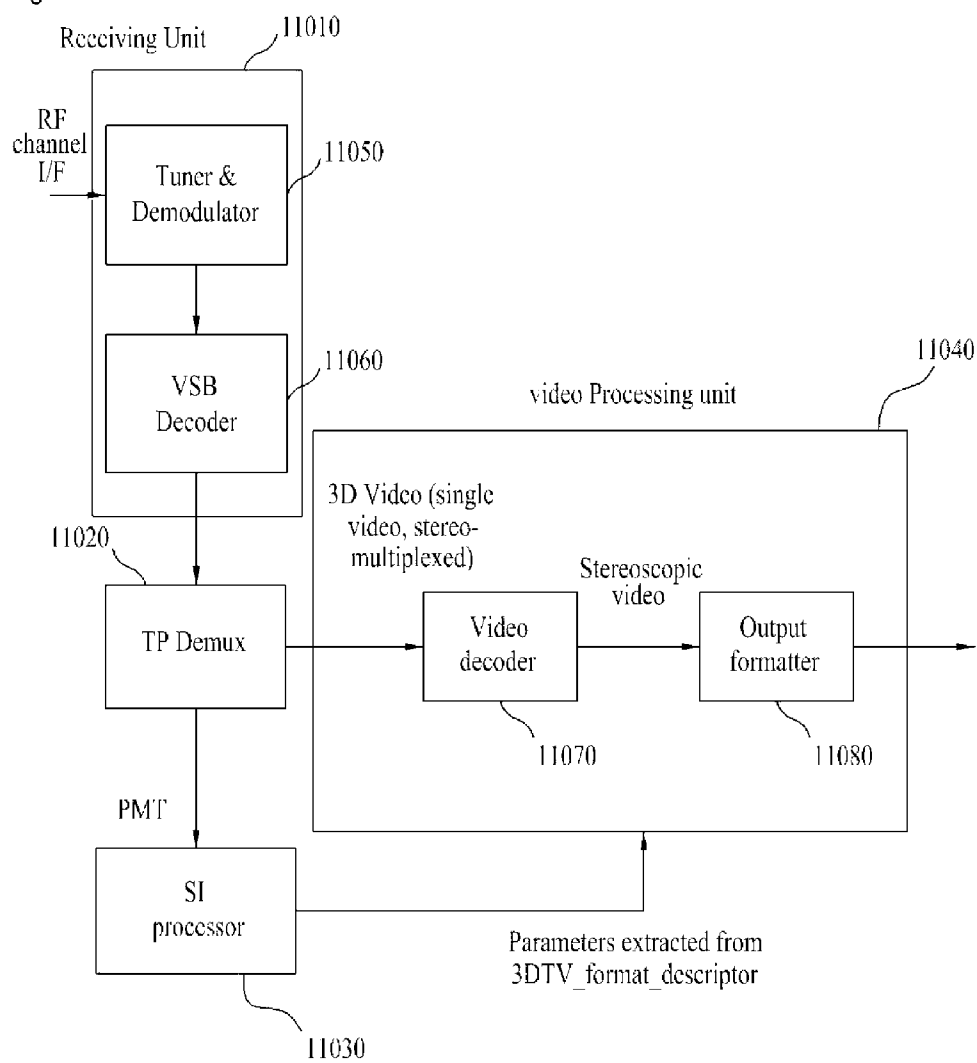 Receiving Unit
11010
RF
channel
I/F
Tuner &
Demodulator
11050
VSB
Decoder
11060
11040
video Processing unit
3D Video (single
video, stereo-
multiplexed)
11020
TP Demux
Stereoscopic
video
Video
decoder
Output
formatter
11070
11080
PMT
SI
processor
Parameters extracted from
3DTV_format_descriptor
11030